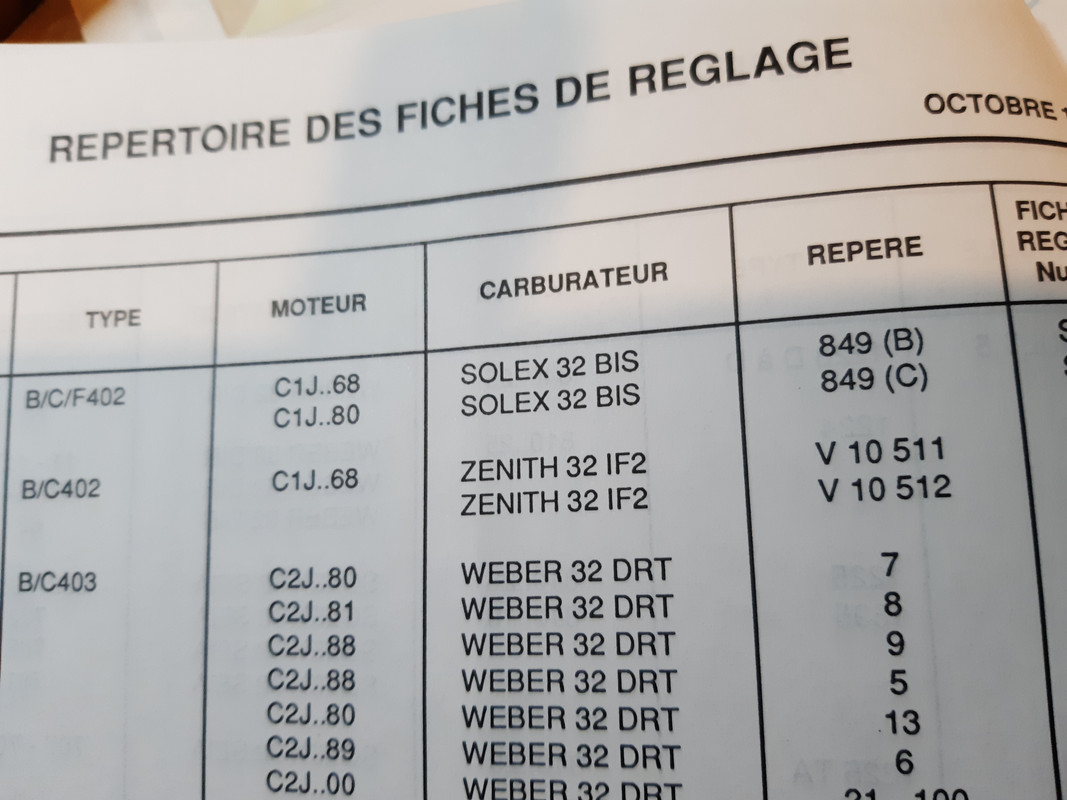 REPERTOIRE DES FICHES DE REGLAGE
OCTOBRE
TYPE MOTEUR CARBURATEUR REPERE
B/C/F402 C1J..68 SOLEX 32 BIS 849 (B)
C1J..80 SOLEX 32 BIS 849 (C)
B/C402 C1J..68 ZENITH 32 IF2 V 10 511
ZENITH 32 IF2 V 10 512
B/C403 C2J..80 WEBER 32 DRT 7
C2J..81 WEBER 32 DRT 8
C2J..88 WEBER 32 DRT 9
C2J..88 WEBER 32 DRT 5
C2J..80 WEBER 32 DRT 13
C2J..89 WEBER 32 DRT 6
C2J..00 WEBER 32 DRT